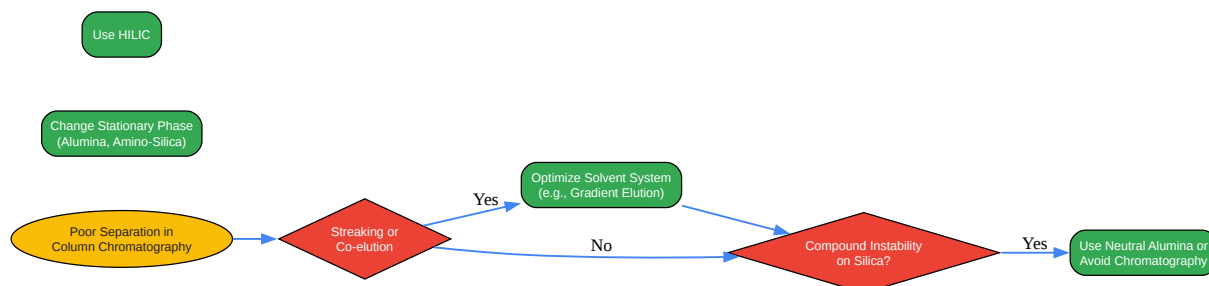 Use HILIC
Change Stationary Phase
(Alumina, Amino-Silica)
Poor Separation in
Column Chromatography
Streaking or
Co-elution
Yes
Optimize Solvent System
(e.g., Gradient Elution)
No
Compound Instability
on Silica?
Yes
Use Neutral Alumina or
Avoid Chromatography